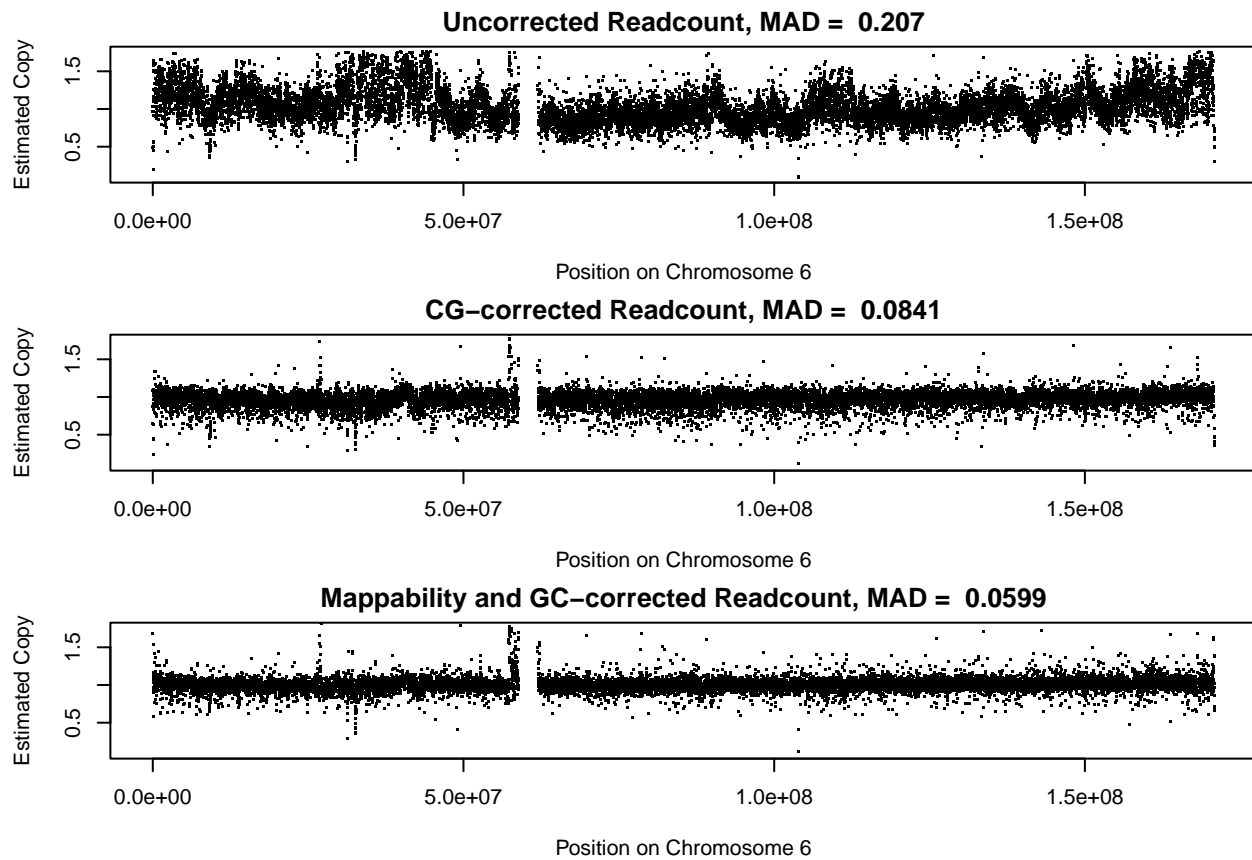 Uncorrected Readcount, MAD =  0.207
Estimated Copy
1.5
0.5
0.0e+00 5.0e+07 1.0e+08 1.5e+08
Position on Chromosome 6
CG−corrected Readcount, MAD =  0.0841
Estimated Copy
1.5
0.5
0.0e+00 5.0e+07 1.0e+08 1.5e+08
Position on Chromosome 6
Mappability and GC−corrected Readcount, MAD =  0.0599
Estimated Copy
1.5
0.5
0.0e+00 5.0e+07 1.0e+08 1.5e+08
Position on Chromosome 6